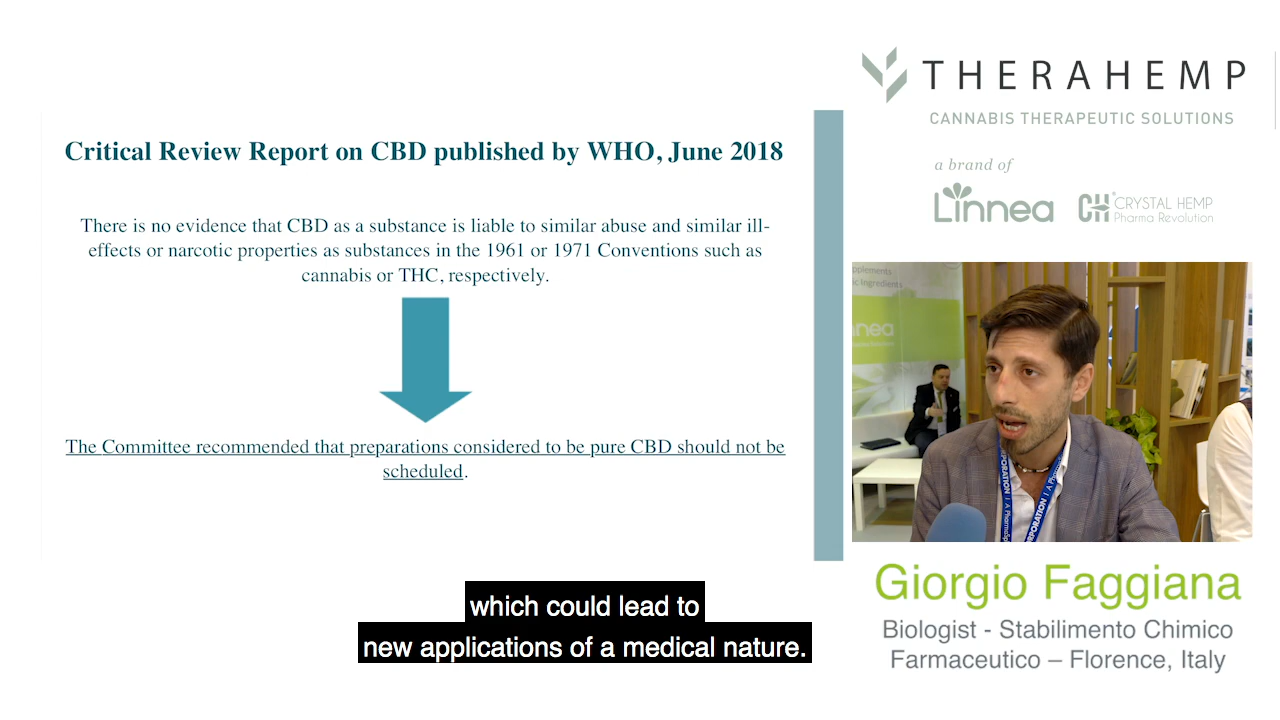 THERAHEMP
CANNABIS THERAPEUTIC SOLUTIONS
a brand of
Linnea
CH CRYSTAL HEMP
Pharma Revolution
Critical Review Report on CBD published by WHO, June 2018
There is no evidence that CBD as a substance is liable to similar abuse and similar ill-
effects or narcotic properties as substances in the 1961 or 1971 Conventions such as
cannabis or THC, respectively.
The Committee recommended that preparations considered to be pure CBD should not be
scheduled.
nea
Giorgio Faggiana
Biologist - Stabilimento Chimico
Farmaceutico – Florence, Italy
which could lead to
new applications of a medical nature.